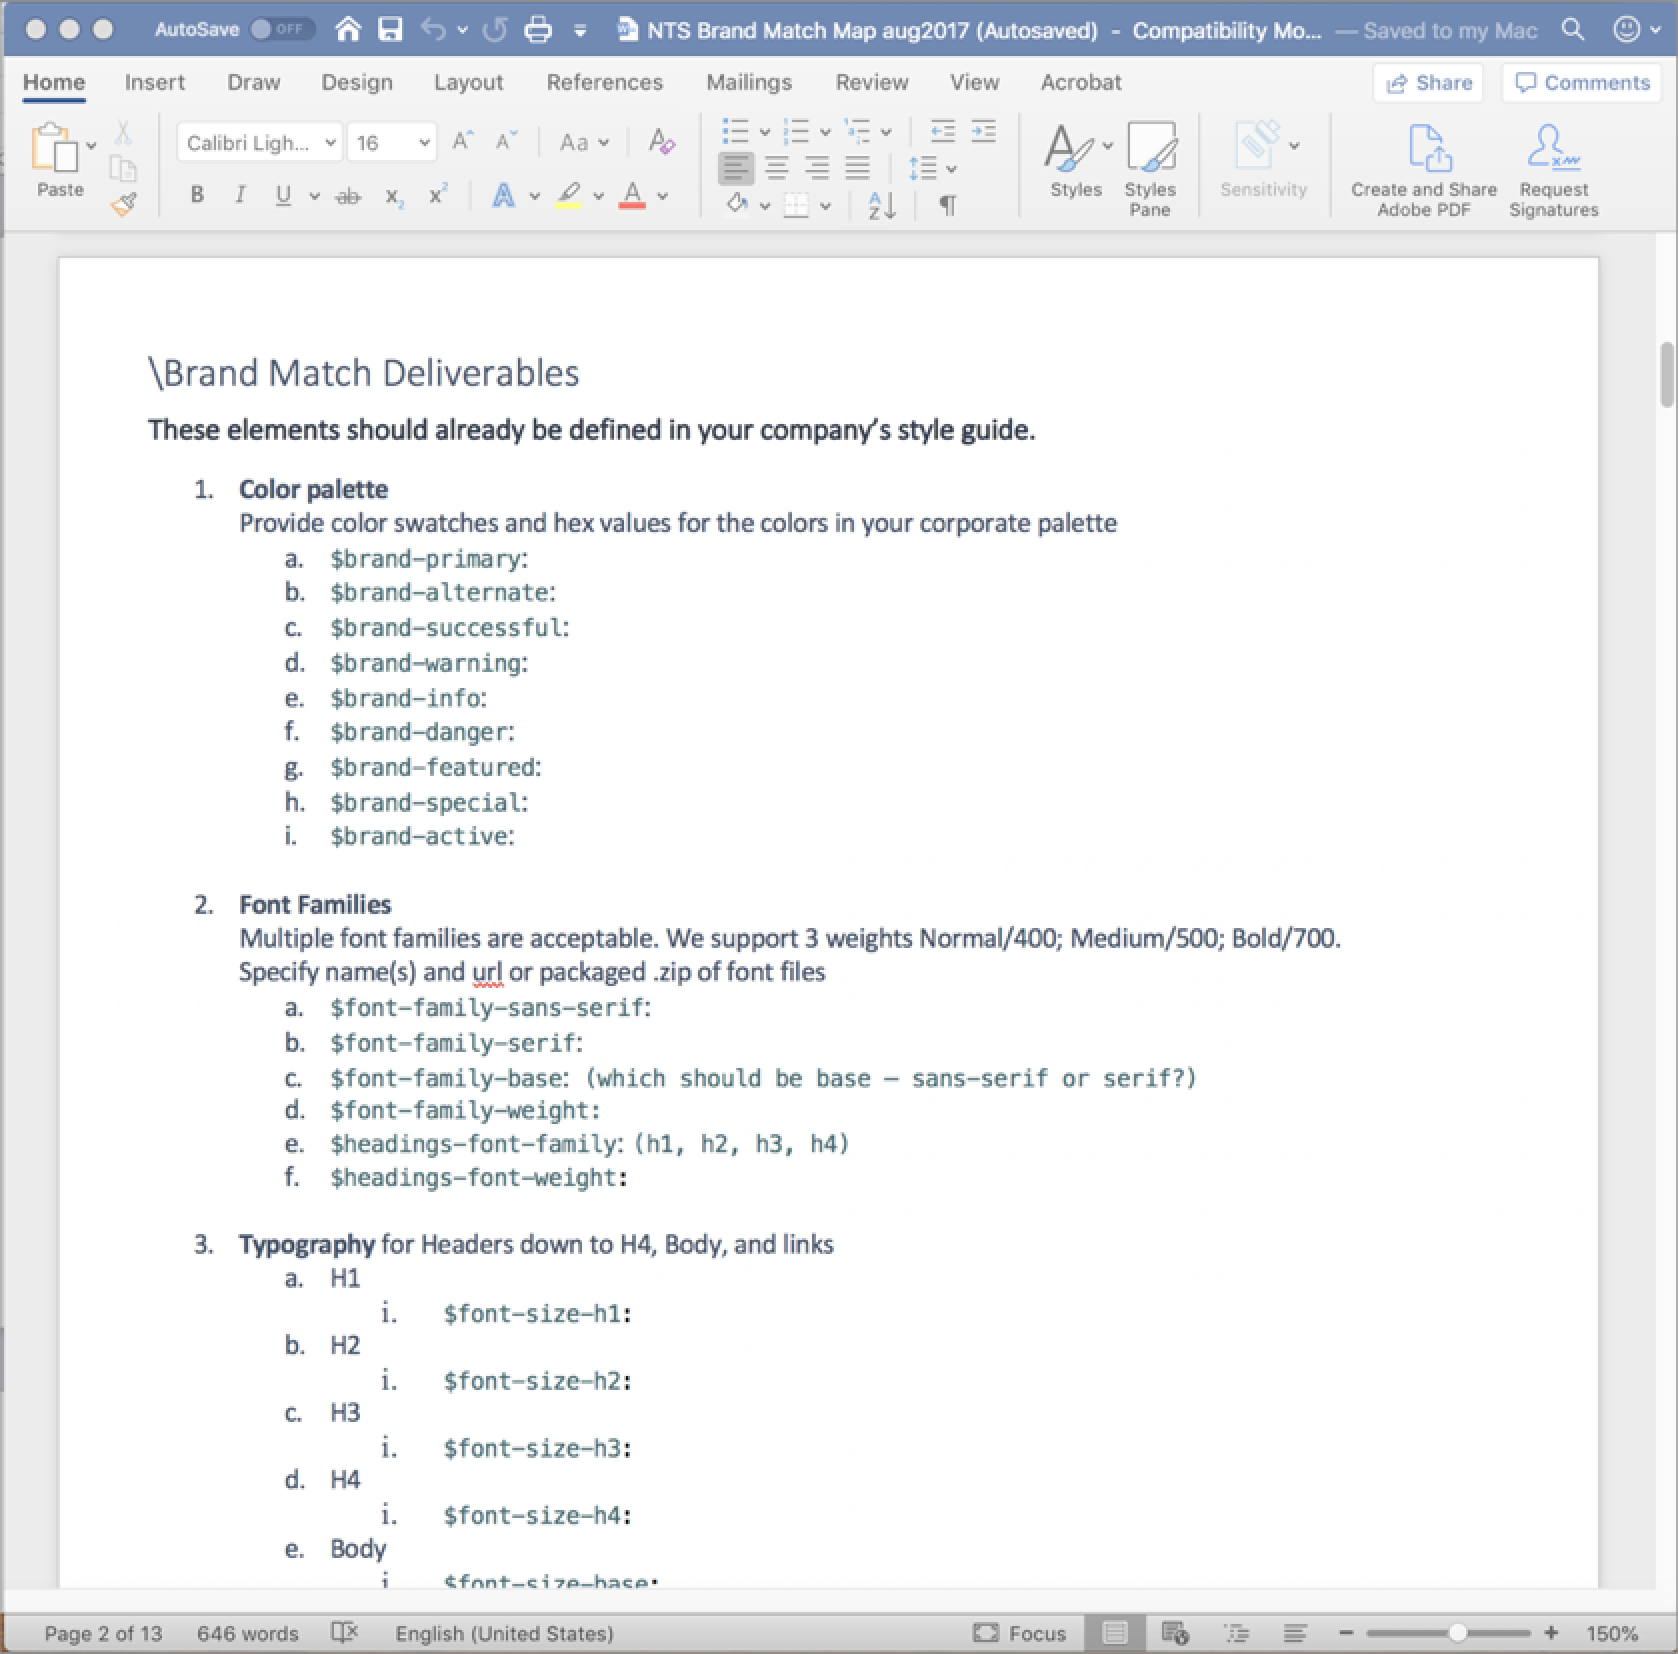 AutoSave OFF NTS Brand Match Map aug2017 (Autosaved) - Compatibility Mo... — Saved to my Mac
Home Insert Draw Design Layout References Mailings Review View Acrobat Share Comments
Paste
Calibri Ligh... 16 A^ A˅ Aa A
B I U ab x₂ x² A A
Styles
Styles
Pane
Sensitivity
Create and Share
Adobe PDF
Request
Signatures
\Brand Match Deliverables
These elements should already be defined in your company’s style guide.
1. Color palette
Provide color swatches and hex values for the colors in your corporate palette
a. $brand-primary:
b. $brand-alternate:
c. $brand-successful:
d. $brand-warning:
e. $brand-info:
f. $brand-danger:
g. $brand-featured:
h. $brand-special:
i. $brand-active:
2. Font Families
Multiple font families are acceptable. We support 3 weights Normal/400; Medium/500; Bold/700.
Specify name(s) and url or packaged .zip of font files
a. $font-family-sans-serif:
b. $font-family-serif:
c. $font-family-base: (which should be base – sans-serif or serif?)
d. $font-family-weight:
e. $headings-font-family: (h1, h2, h3, h4)
f. $headings-font-weight:
3. Typography for Headers down to H4, Body, and links
a. H1
i. $font-size-h1:
b. H2
i. $font-size-h2:
c. H3
i. $font-size-h3:
d. H4
i. $font-size-h4:
e. Body
i. $font-size-base:
Page 2 of 13 646 words English (United States) Focus 150%